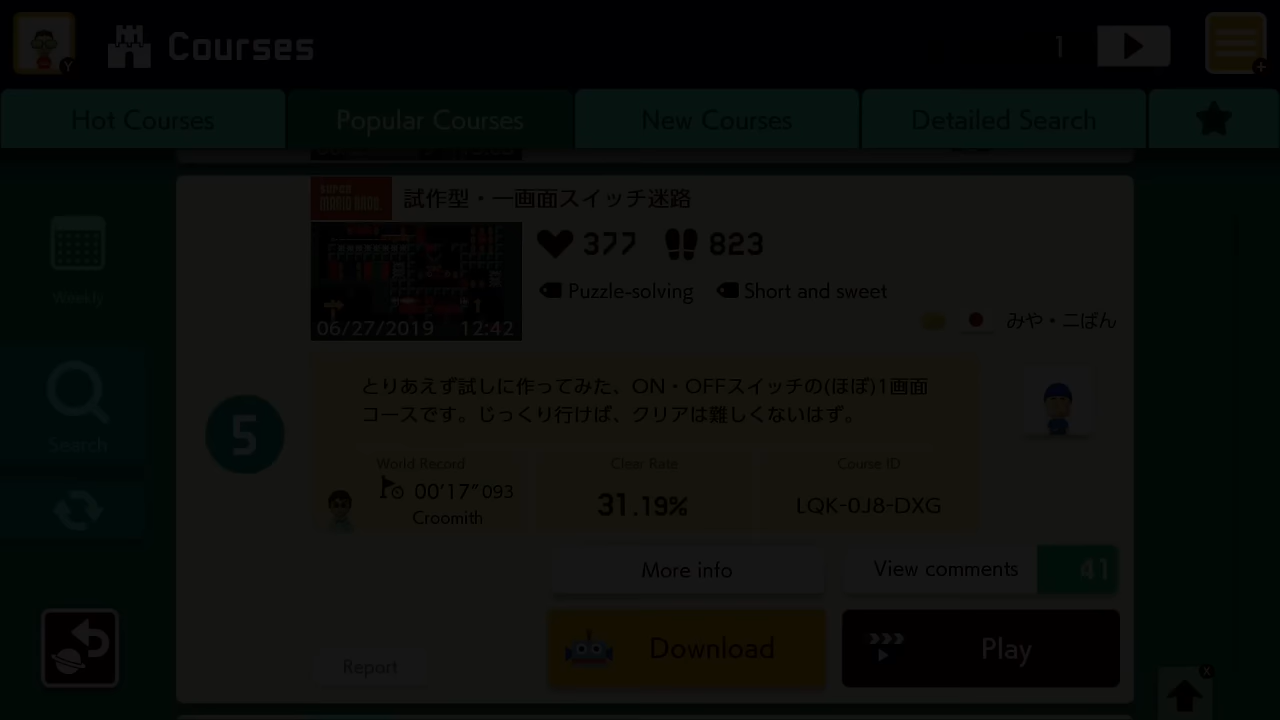 Courses
1
Hot Courses
Popular Courses
New Courses
Detailed Search
SUPER
MARIO BROS.
試作型・一画面スイッチ迷路
377
823
Puzzle-solving
Short and sweet
06/27/2019 12:42
みや・こばん
Weekly
とりあえず試しに作ってみた、ON・OFFスイッチの(ほぼ)1画面
コースです。じっくり行けば、クリアは難しくないはず。
5
Search
World Record
00'17"093
Croomith
Clear Rate
31.19%
Course ID
LQK-0J8-DXG
More info
View comments
41
Download
Play
Report